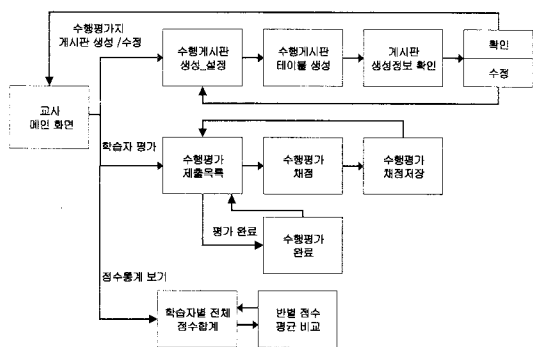 수행평가지
게시판 생성 /수정
수행게시판
생성_설정
수행게시판
테이블 생성
게시판
생성정보 확인
확인
수정
교사
메인 화면
학습자 평가
수행평가
제출목록
수행평가
채점
수행평가
채점저장
평가 완료
수행평가
완료
점수통계 보기
학습자별 전체
점수합계
반별 점수
평균 비교